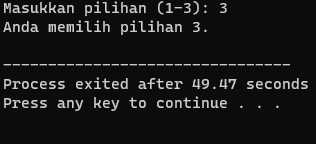 Masukkan pilihan (1-3): 3
Anda memilih pilihan 3.
--------------------------------
Process exited after 49.47 seconds
Press any key to continue . . .